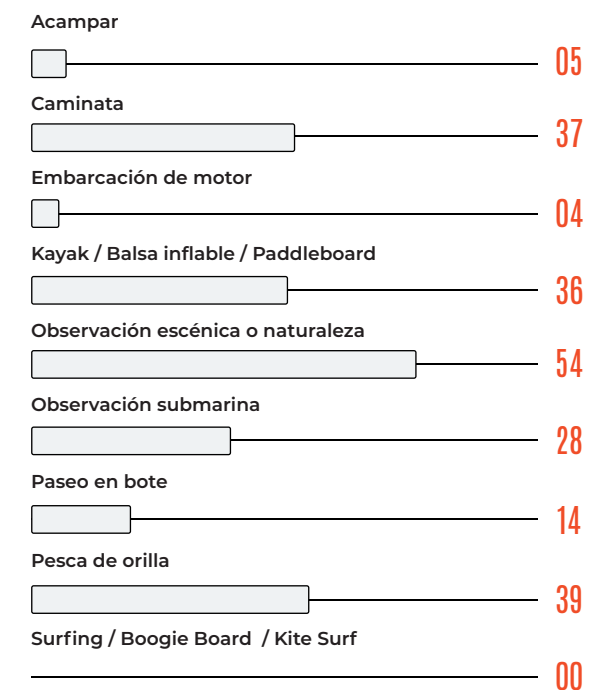 Acampar
05
Caminata
37
Embarcación de motor
04
Kayak / Balsa inflable / Paddleboard
36
Observación escénica o naturaleza
54
Observación submarina
28
Paseo en bote
14
Pesca de orilla
39
Surfing / Boogie Board / Kite Surf
00